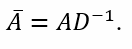 Ā = AD⁻¹.